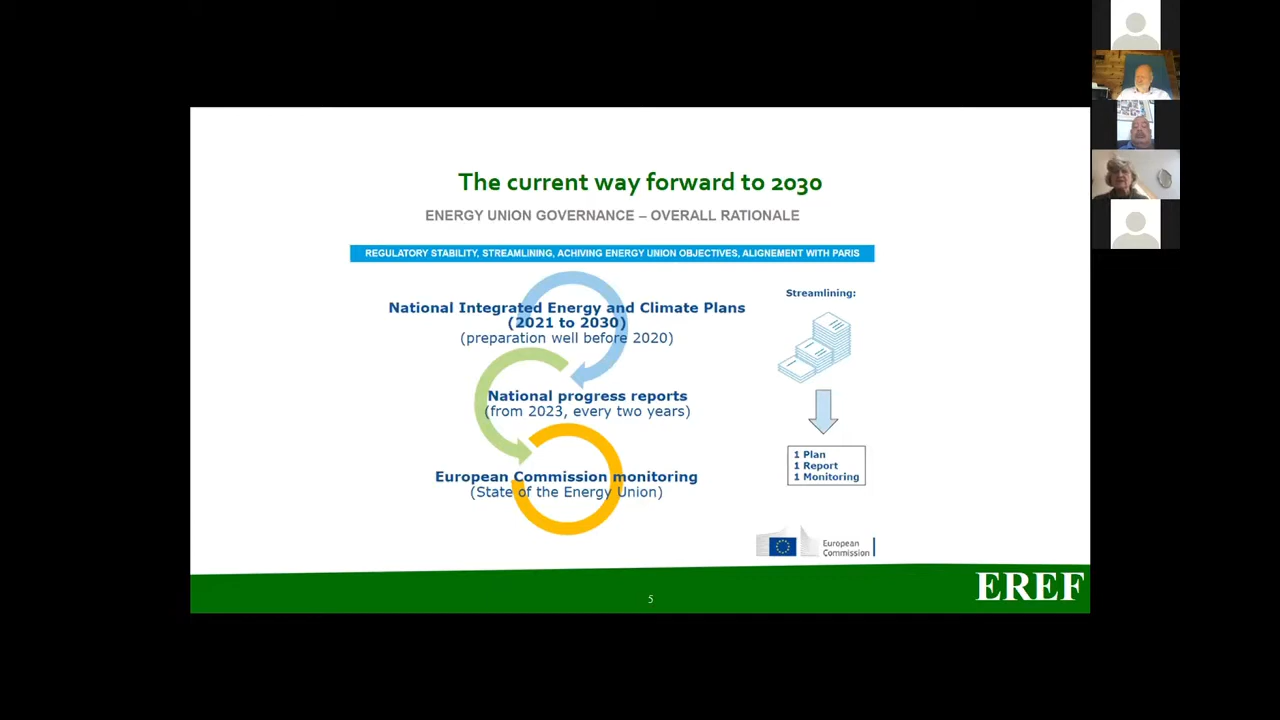 The current way forward to 2030
ENERGY UNION GOVERNANCE – OVERALL RATIONALE
REGULATORY STABILITY, STREAMLINING, ACHIVING ENERGY UNION OBJECTIVES, ALIGNEMENT WITH PARIS
National Integrated Energy and Climate Plans
(2021 to 2030)
(preparation well before 2020)
National progress reports
(from 2023, every two years)
European Commission monitoring
(State of the Energy Union)
Streamlining:
1 Plan
1 Report
1 Monitoring
European
Commission
EREF
5